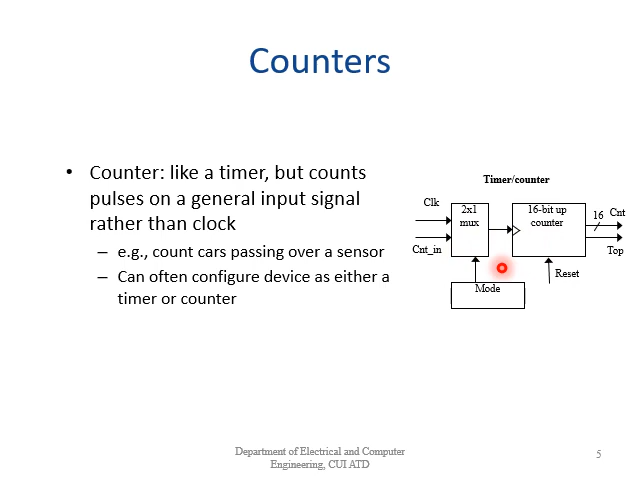 Counters
• Counter: like a timer, but counts
pulses on a general input signal
rather than clock
– e.g., count cars passing over a sensor
– Can often configure device as either a
timer or counter
Timer/counter
Clk
2x1
mux
16-bit up
counter
16 Cnt
Cnt_in
Top
Reset
Mode
Department of Electrical and Computer
Engineering, CUI ATD
5